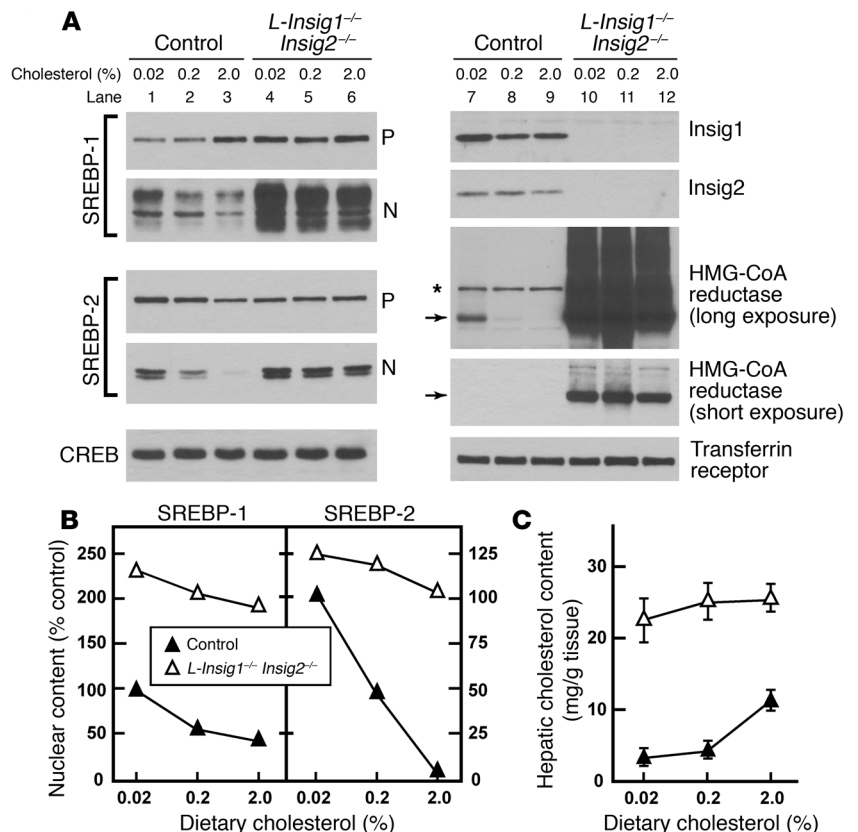 A
Control
L-Insig1–/–
Insig2–/–
Control
L-Insig1–/–
Insig2–/–
Cholesterol (%) 0.02 0.2 2.0 0.02 0.2 2.0 0.02 0.2 2.0 0.02 0.2 2.0
Lane 1 2 3 4 5 6 7 8 9 10 11 12
SREBP-1
P
N
SREBP-2
P
N
CREB
Insig1
Insig2
*
HMG-CoA
reductase
(long exposure)
HMG-CoA
reductase
(short exposure)
Transferrin
receptor
B
SREBP-1
SREBP-2
Nuclear content (% control)
250
200
150
100
50
0
125
100
75
50
25
0
Control
L-Insig1–/– Insig2–/–
0.02 0.2 2.0 0.02 0.2 2.0
Dietary cholesterol (%)
C
Hepatic cholesterol content
(mg/g tissue)
30
20
10
0
0.02 0.2 2.0
Dietary cholesterol (%)